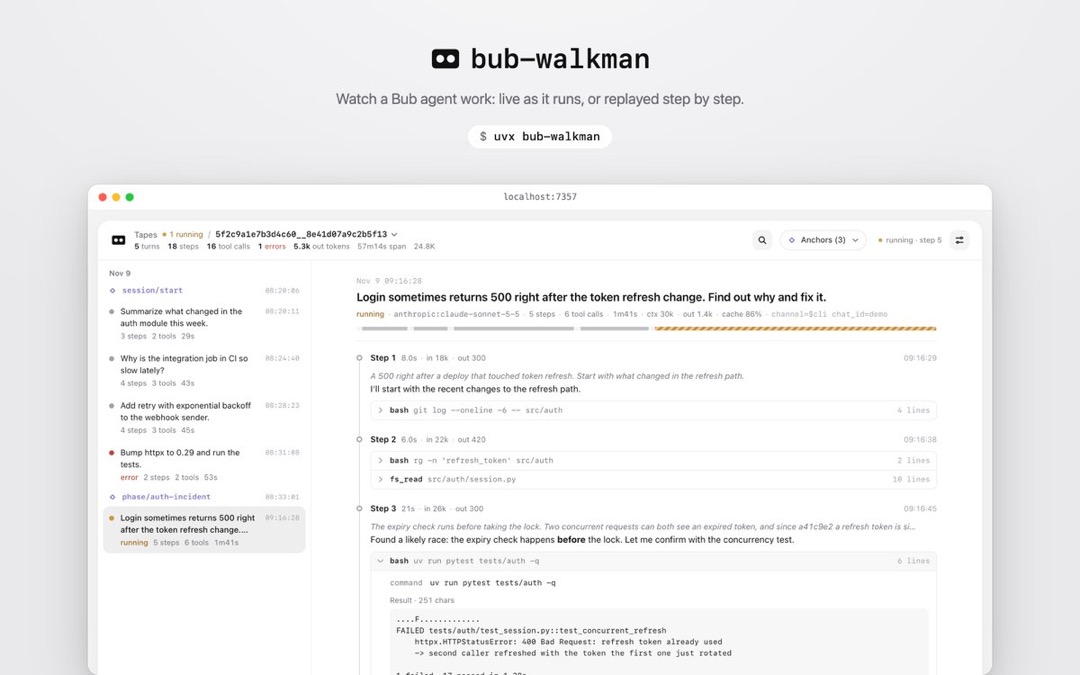 bub-walkman
Watch a Bub agent work: live as it runs, or replayed step by step.
$ uvx bub-walkman
localhost:7357
Tapes 1 running / 5f2c9a1e7b3d4c60__8e41d07a9c2b5f13
5 turns 18 steps 16 tool calls 1 errors 5.3k out tokens 57m14s span 24.8K
Anchors (3)
running · step 5
Nov 9
session/start 08:20:06
Summarize what changed in the 08:20:11
auth module this week.
3 steps 2 tools 29s
Why is the integration job in CI so 08:24:40
slow lately?
4 steps 3 tools 43s
Add retry with exponential backoff 08:28:23
to the webhook sender.
4 steps 3 tools 45s
Bump httpx to 0.29 and run the 08:31:08
tests.
error 2 steps 2 tools 53s
phase/auth-incident 08:33:01
Login sometimes returns 500 right 09:16:28
after the token refresh change....
running 5 steps 6 tools 1m41s
Nov 9 09:16:28
Login sometimes returns 500 right after the token refresh change. Find out why and fix it.
running · anthropic:claude-sonnet-5-5 · 5 steps · 6 tool calls · 1m41s · ctx 30k · out 1.4k · cache 86% · channel=$cli chat_id=demo
Step 1 8.0s · in 18k · out 300 09:16:29
A 500 right after a deploy that touched token refresh. Start with what changed in the refresh path.
I'll start with the recent changes to the refresh path.
bash git log --oneline -6 -- src/auth 4 lines
Step 2 6.0s · in 22k · out 420 09:16:38
bash rg -n 'refresh_token' src/auth 2 lines
fs_read src/auth/session.py 10 lines
Step 3 21s · in 26k · out 300 09:16:45
The expiry check runs before taking the lock. Two concurrent requests can both see an expired token, and since a41c9e2 a refresh token is si...
Found a likely race: the expiry check happens before the lock. Let me confirm with the concurrency test.
bash uv run pytest tests/auth -q 6 lines
command uv run pytest tests/auth -q
Result · 251 chars
....F.............
FAILED tests/auth/test_session.py::test_concurrent_refresh
httpx.HTTPStatusError: 400 Bad Request: refresh token already used
-> second caller refreshed with the token the first one just rotated